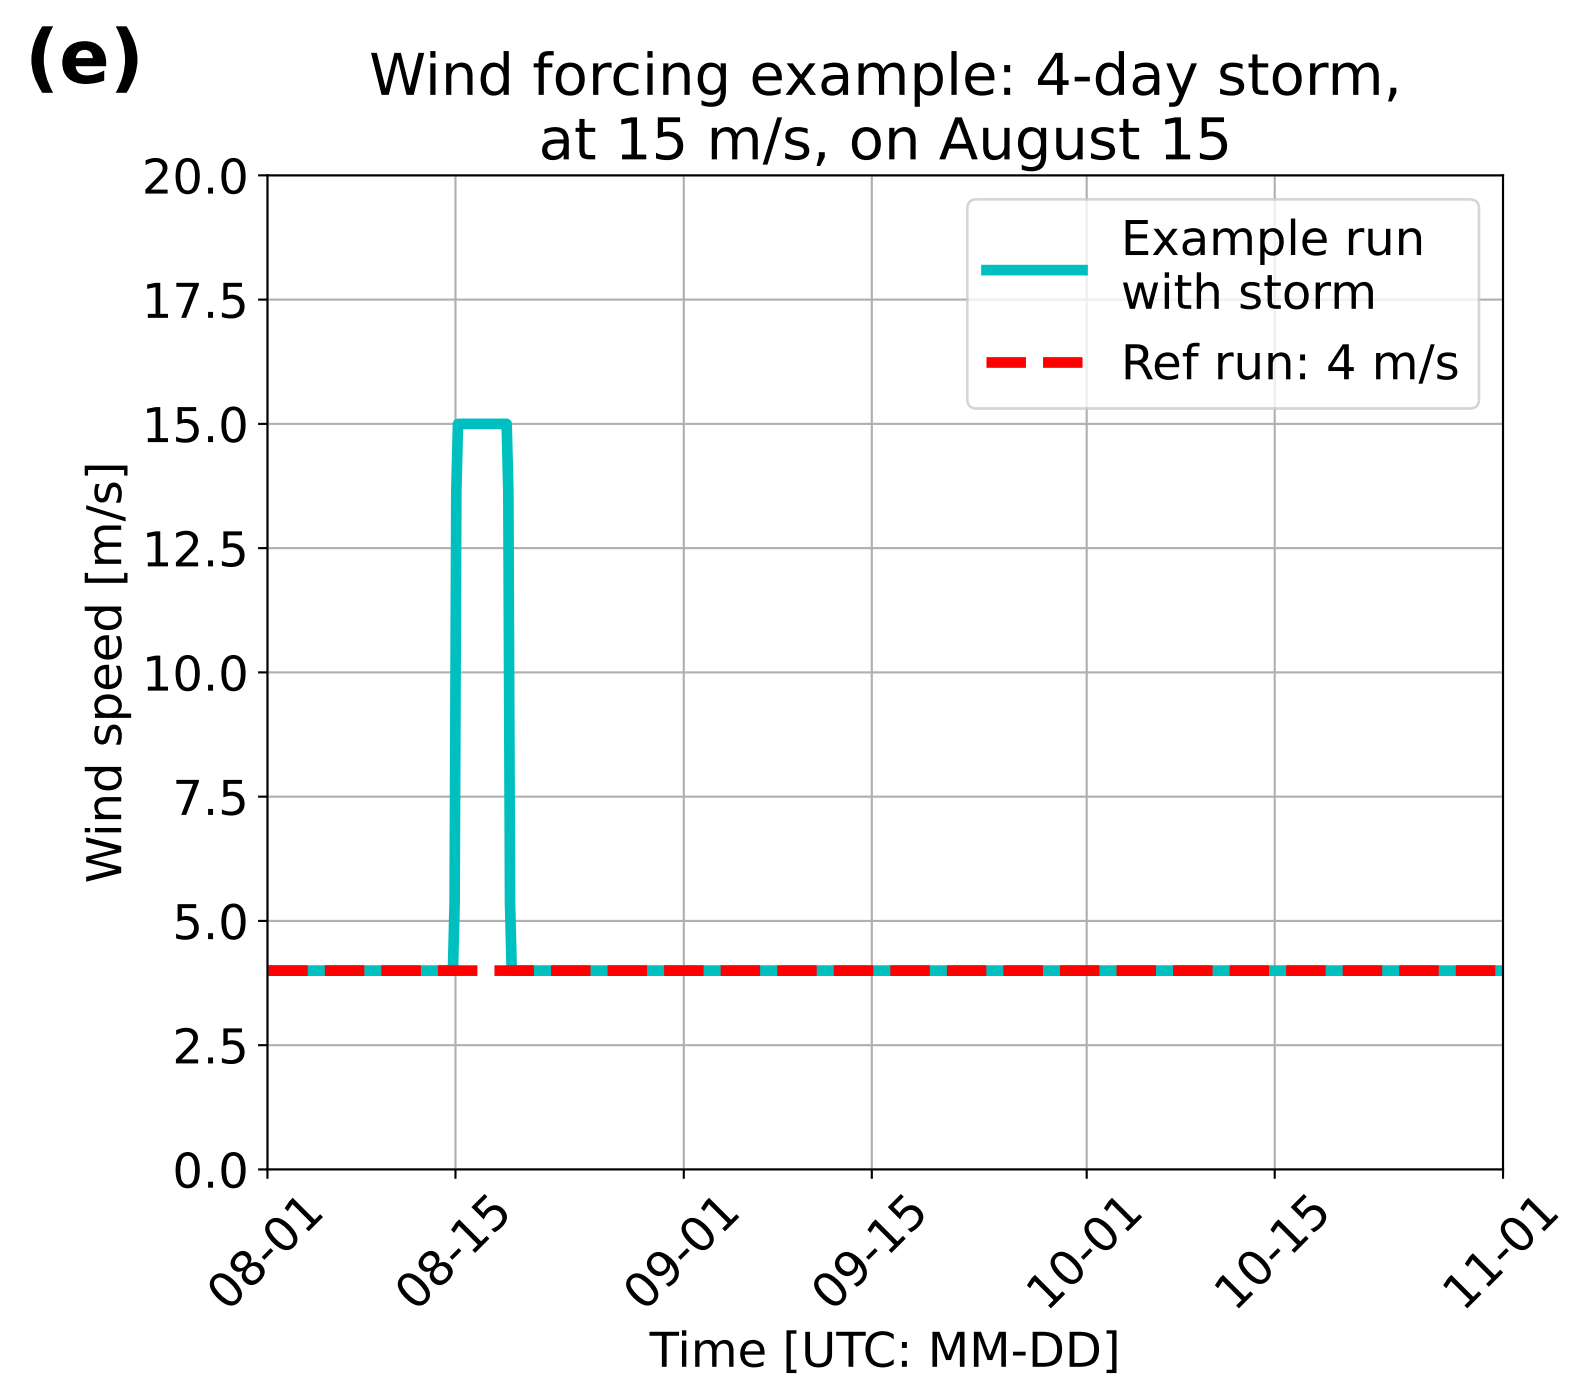 (e)
Wind forcing example: 4-day storm,
at 15 m/s, on August 15
20.0
17.5
15.0
12.5
10.0
7.5
5.0
2.5
0.0
Wind speed [m/s]
Example run
with storm
Ref run: 4 m/s
08-01
08-15
09-01
09-15
10-01
10-15
11-01
Time [UTC: MM-DD]